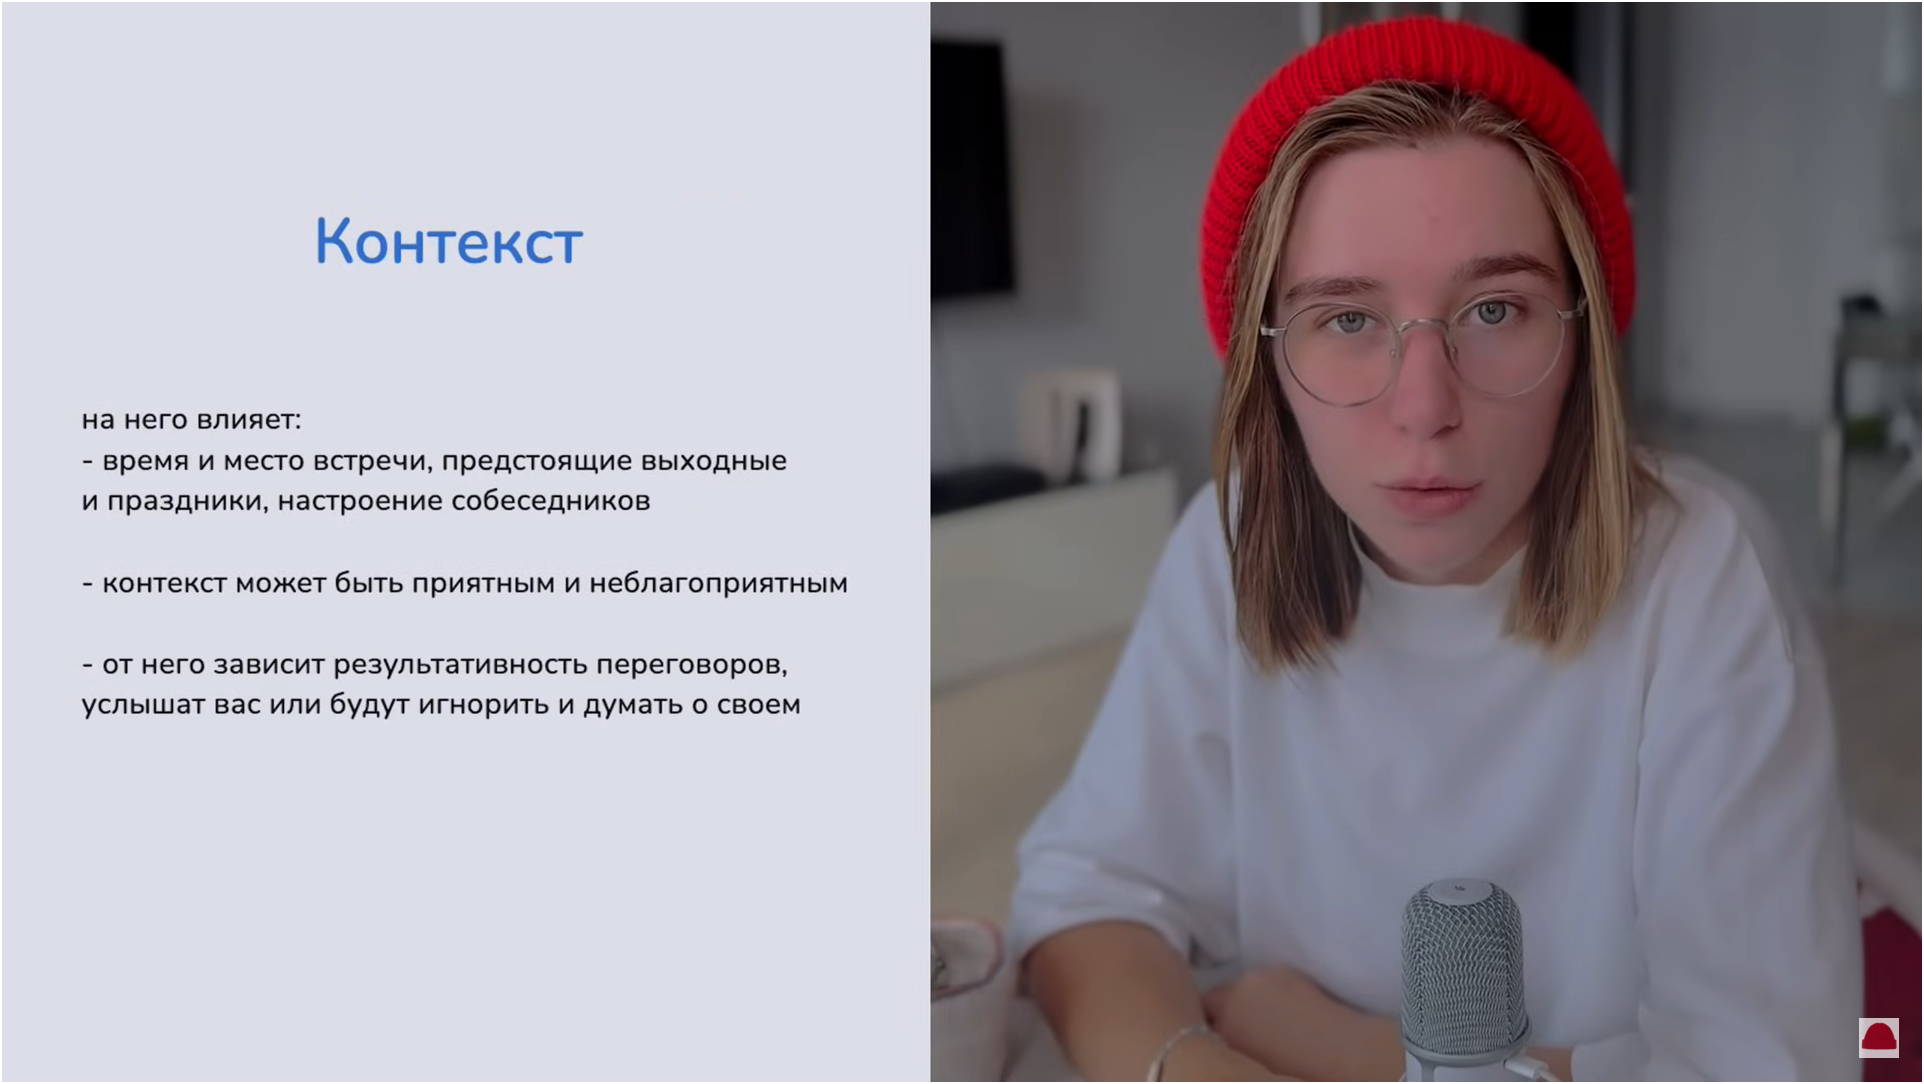 Контекст
на него влияет:
- время и место встречи, предстоящие выходные
и праздники, настроение собеседников
- контекст может быть приятным и неблагоприятным
- от него зависит результативность переговоров,
услышат вас или будут игнорить и думать о своем